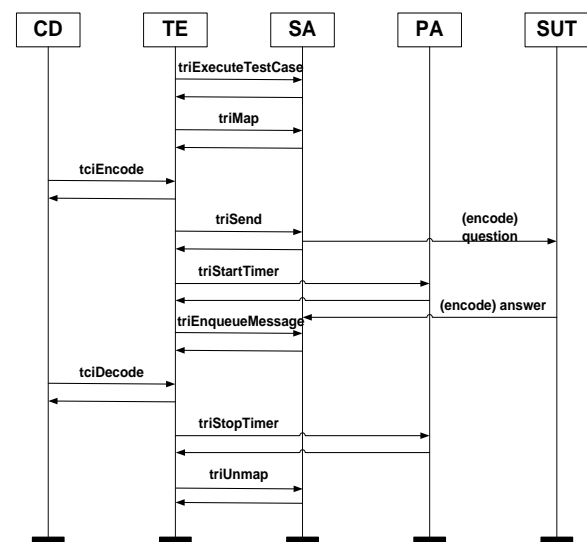 CD TE SA PA SUT
triExecuteTestCase
triMap
tciEncode
triSend
(encode)
question
triStartTimer
(encode) answer
triEnqueueMessage
tciDecode
triStopTimer
triUnmap